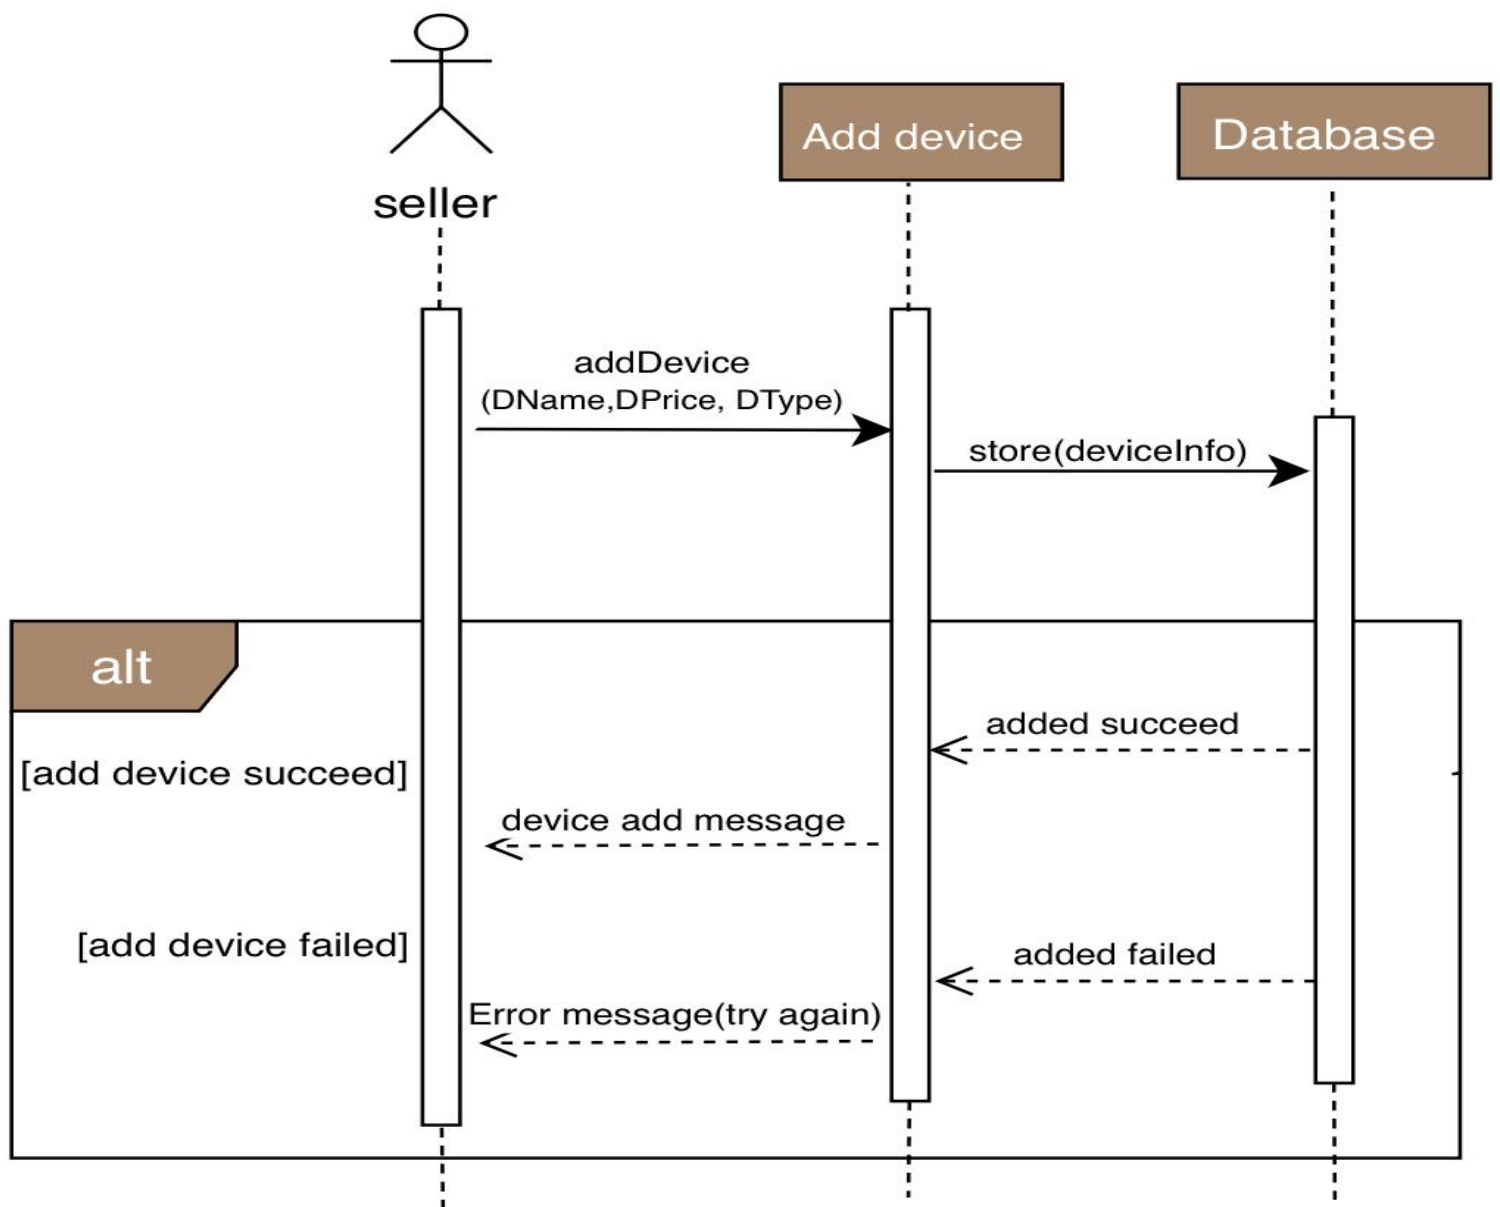 Add device
Database
seller
addDevice
(DName,DPrice, DType)
store(deviceInfo)
alt
added succeed
[add device succeed]
device add message
[add device failed]
added failed
Error message(try again)